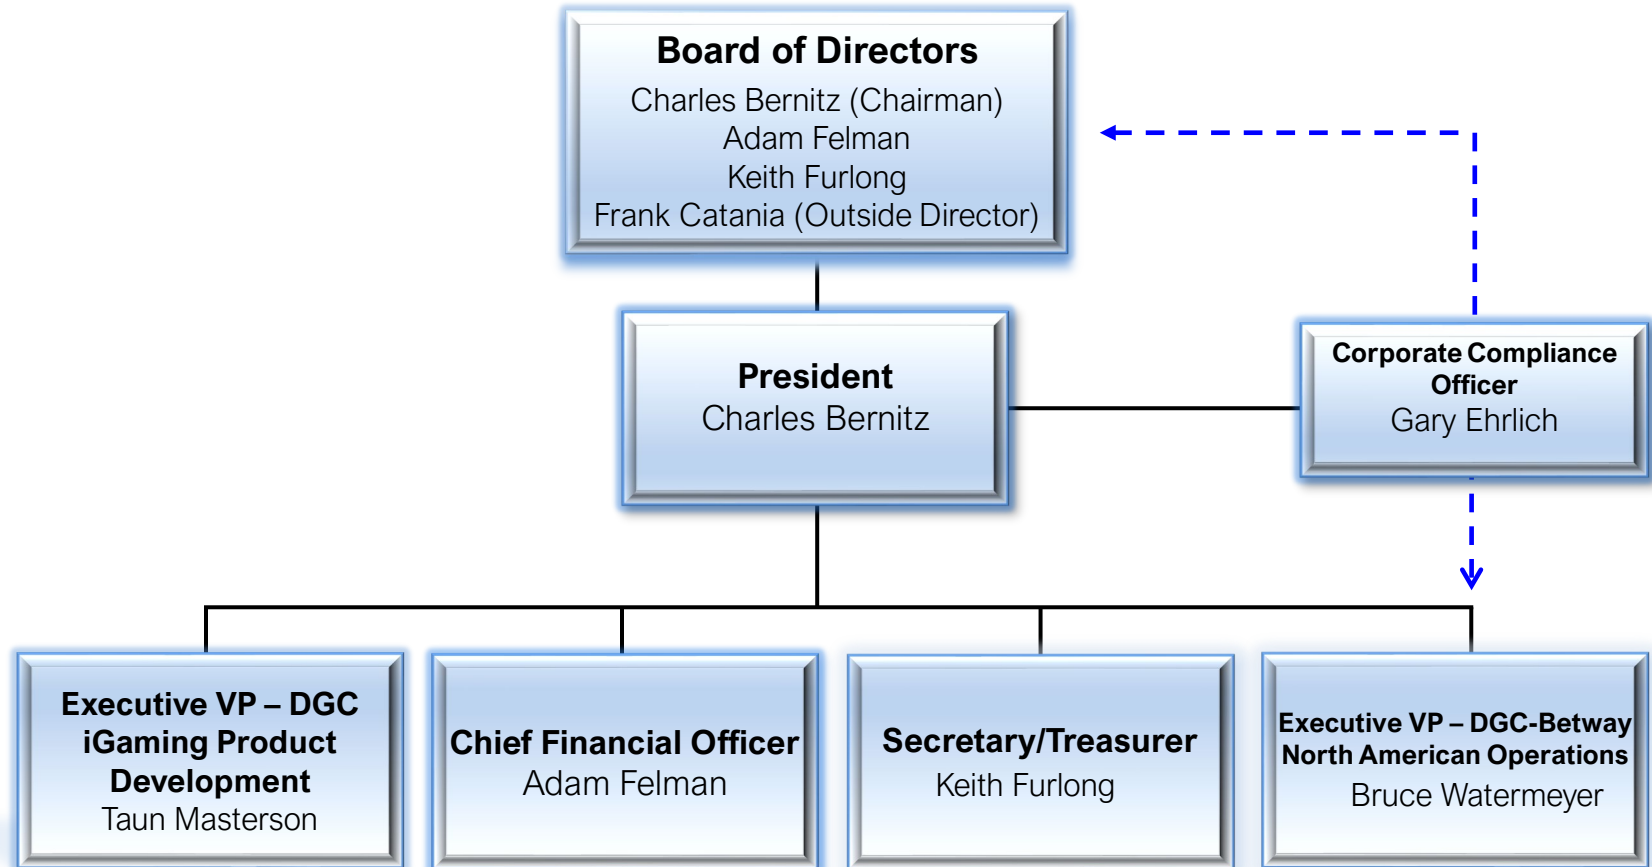 Board of Directors
Charles Bernitz (Chairman)
Adam Felman
Keith Furlong
Frank Catania (Outside Director)
President
Charles Bernitz
Corporate Compliance
Officer
Gary Ehrlich
Executive VP – DGC
iGaming Product
Development
Taun Masterson
Chief Financial Officer
Adam Felman
Secretary/Treasurer
Keith Furlong
Executive VP – DGC-Betway
North American Operations
Bruce Watermeyer